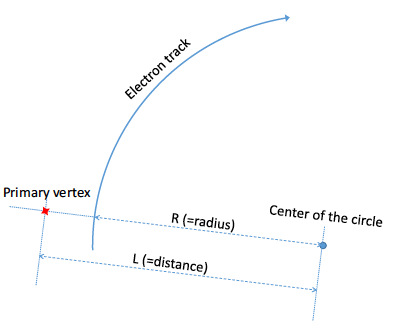 Electron track
Primary vertex
R (=radius)
Center of the circle
L (=distance)